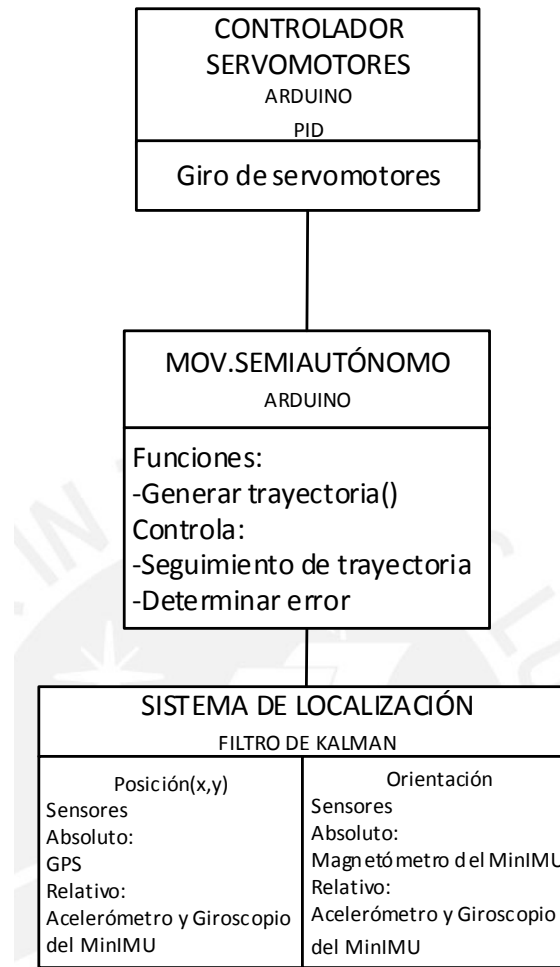 CONTROLADOR
SERVOMOTORES
ARDUINO
PID
Giro de servomotores
MOV.SEMIAUTÓNOMO
ARDUINO
Funciones:
-Generar trayectoria()
Controla:
-Seguimiento de trayectoria
-Determinar error
SISTEMA DE LOCALIZACIÓN
FILTRO DE KALMAN
Posición(x,y)
Sensores
Absoluto:
GPS
Relativo:
Acelerómetro y Giroscopio
del MinIMU
Orientación
Sensores
Absoluto:
Magnetómetro del MinIMU
Relativo:
Acelerómetro y Giroscopio
del MinIMU